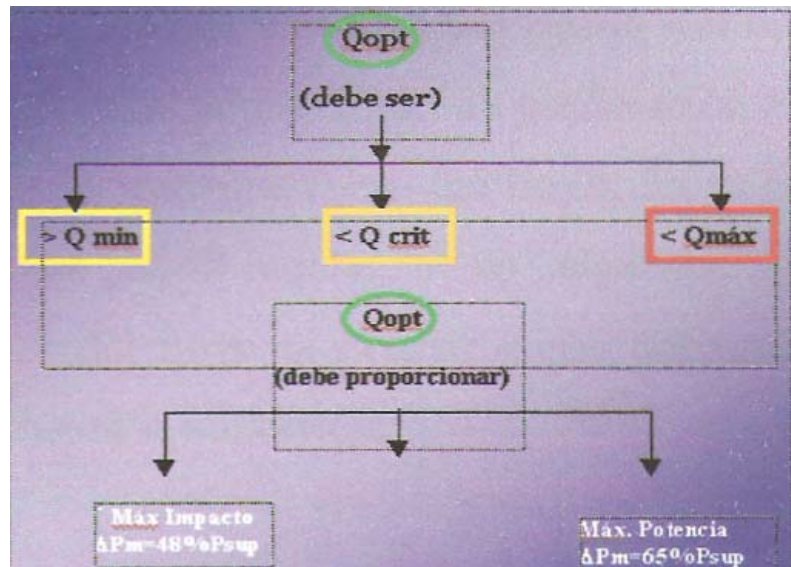 Qopt
(debe ser)
> Q min
< Q crit
< Qmáx
Qopt
(debe proporcionar)
Máx Impacto
ΔPm=48%Psup
Máx. Potencia
ΔPm=65%Psup